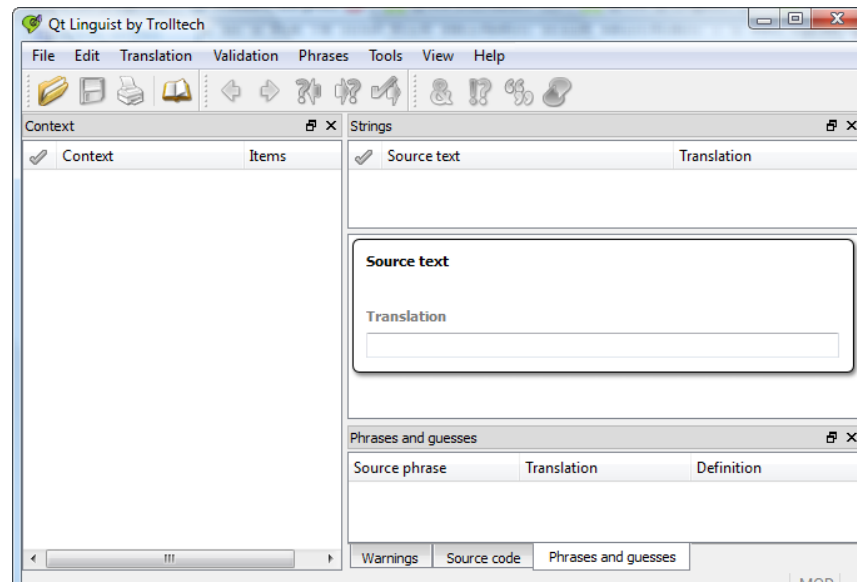 Qt Linguist by Trolltech
File Edit Translation Validation Phrases Tools View Help
Context
Context Items
Strings
Source text Translation
Source text
Translation
Phrases and guesses
Source phrase Translation Definition
Warnings Source code Phrases and guesses